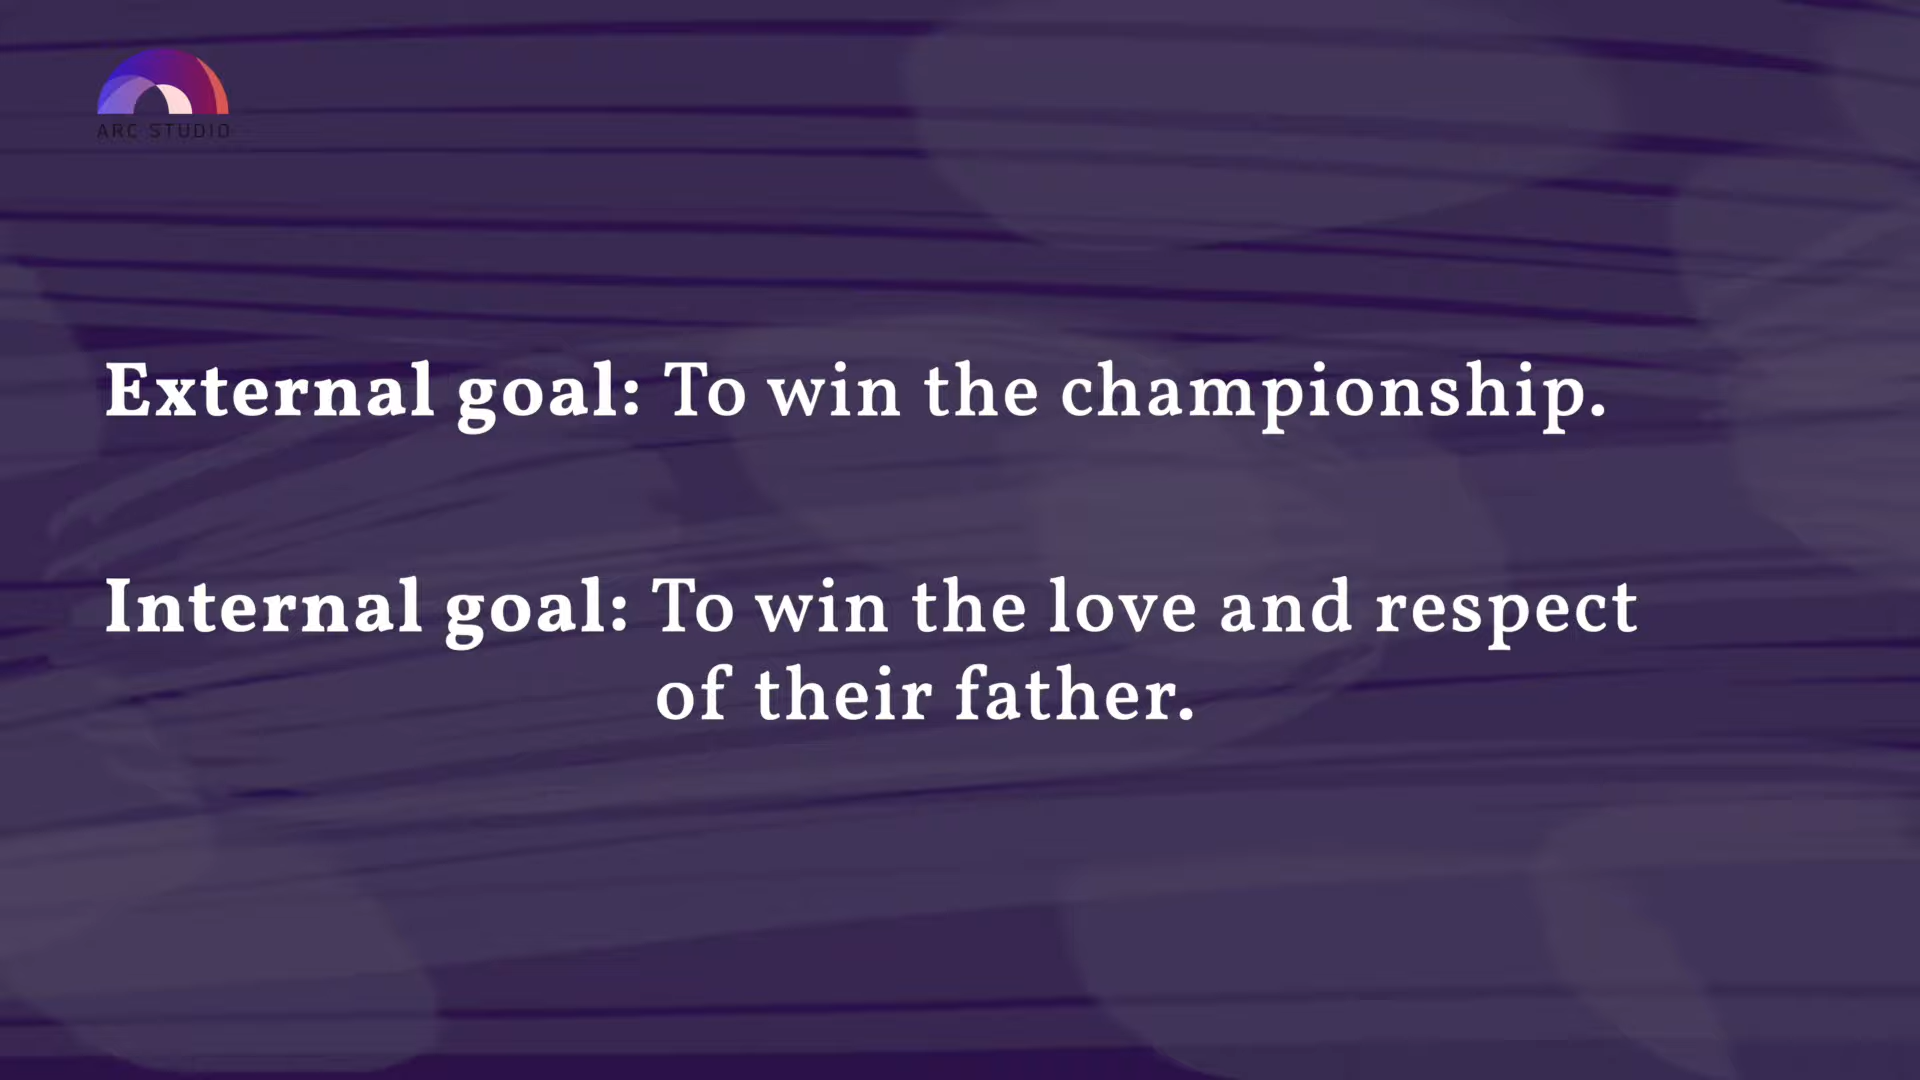 ARC STUDIO
External goal: To win the championship.
Internal goal: To win the love and respect
of their father.